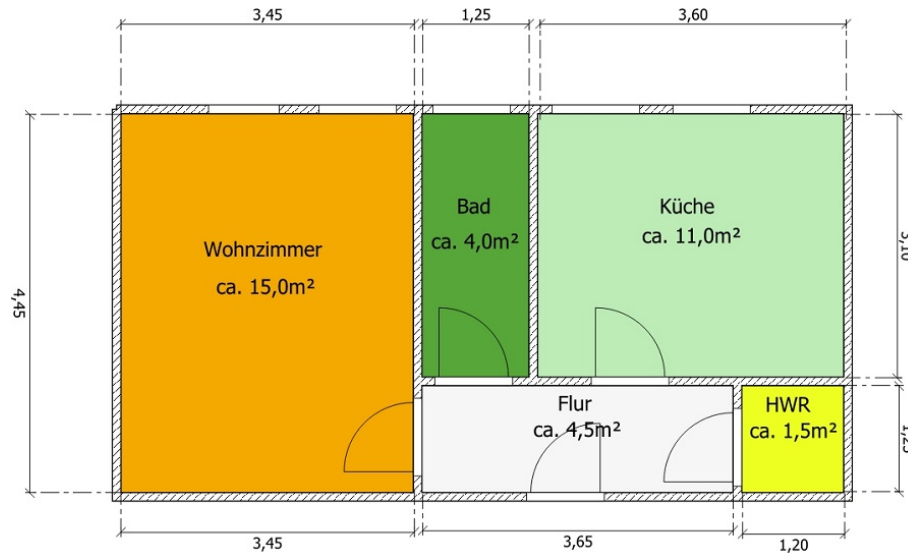 3,45
1,25
3,60
Wohnzimmer
ca. 15,0m²
Bad
ca. 4,0m²
Küche
ca. 11,0m²
4,45
Flur
ca. 4,5m²
HWR
ca. 1,5m²
3,45
3,65
1,20